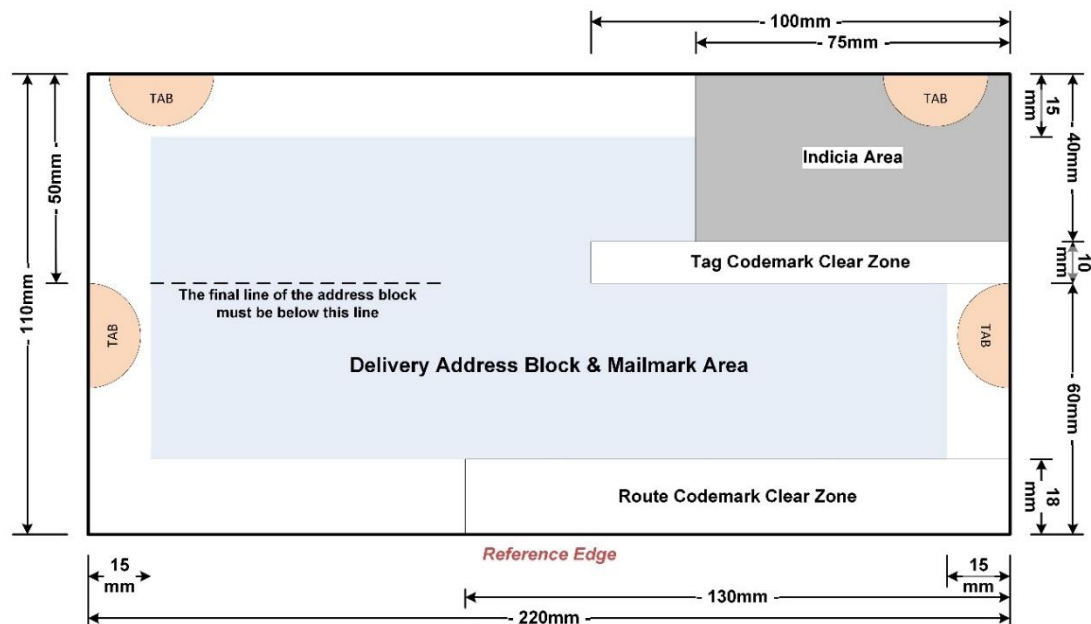 - 100mm -
- 75mm -
TAB
TAB
15
mm
- 40mm -
Indicia Area
- 50mm -
- 110mm -
Tag Codemark Clear Zone
10
mm
The final line of the address block
must be below this line
TAB
TAB
Delivery Address Block & Mailmark Area
- 60mm -
Route Codemark Clear Zone
18
mm
Reference Edge
15
mm
15
mm
- 130mm -
- 220mm -